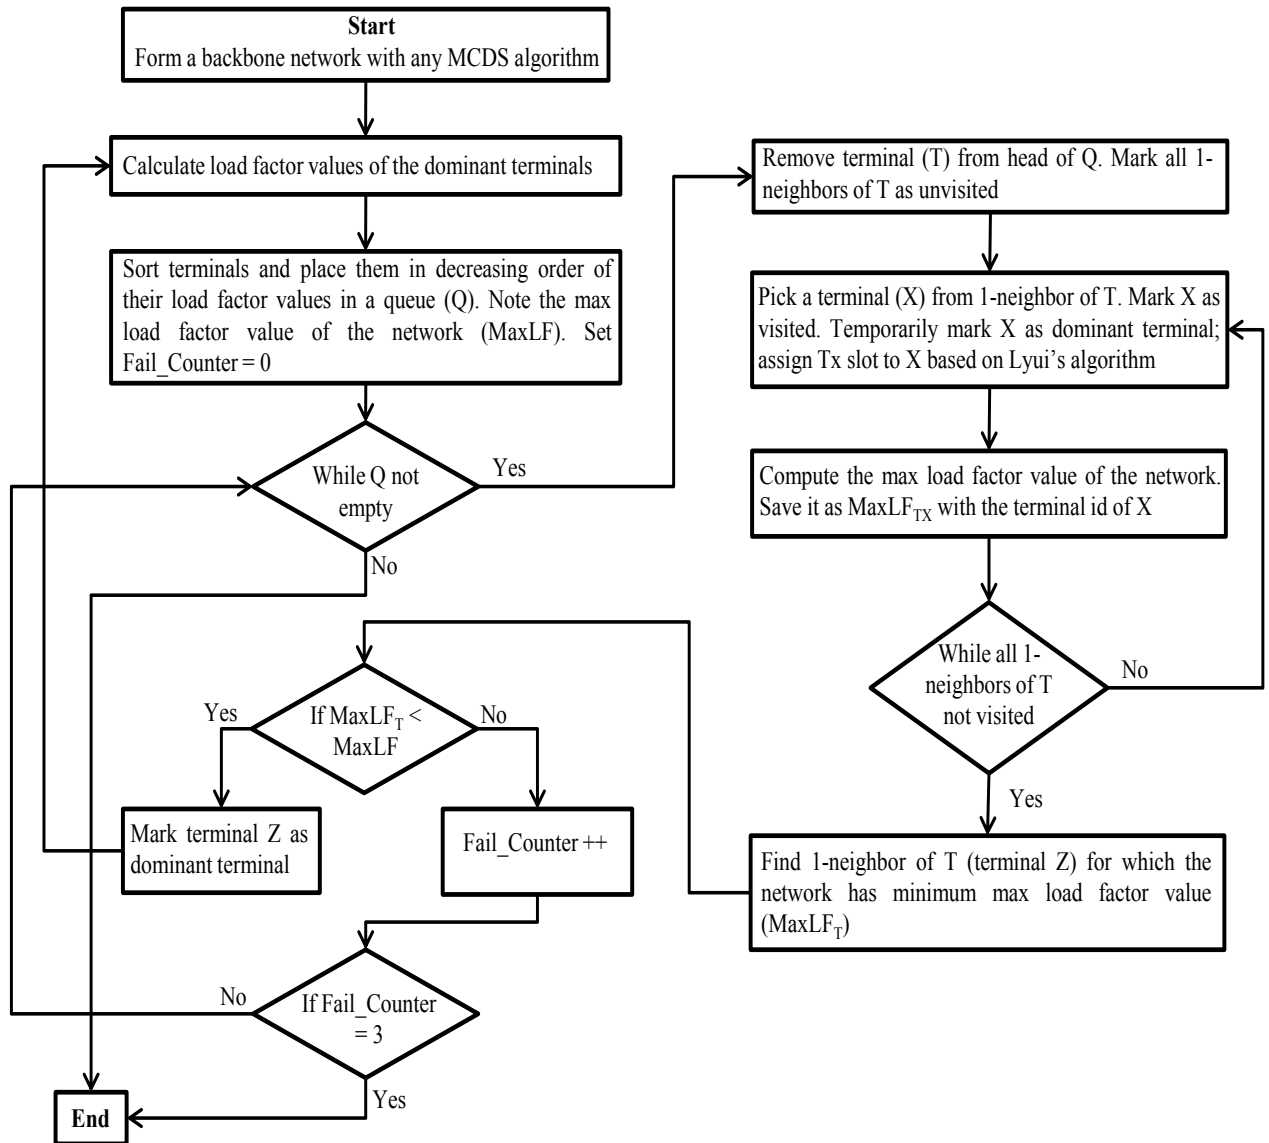 Start
Form a backbone network with any MCDS algorithm
Calculate load factor values of the dominant terminals
Sort terminals and place them in decreasing order of
their load factor values in a queue (Q). Note the max
load factor value of the network (MaxLF). Set
Fail_Counter = 0
While Q not
empty
Yes
No
Remove terminal (T) from head of Q. Mark all 1-
neighbors of T as unvisited
Pick a terminal (X) from 1-neighbor of T. Mark X as
visited. Temporarily mark X as dominant terminal;
assign Tx slot to X based on Lyui’s algorithm
Compute the max load factor value of the network.
Save it as MaxLFTX with the terminal id of X
While all 1-
neighbors of T
not visited
No
Yes
Find 1-neighbor of T (terminal Z) for which the
network has minimum max load factor value
(MaxLFT)
If MaxLFT <
MaxLF
Yes
No
Mark terminal Z as
dominant terminal
Fail_Counter ++
If Fail_Counter
= 3
No
Yes
End